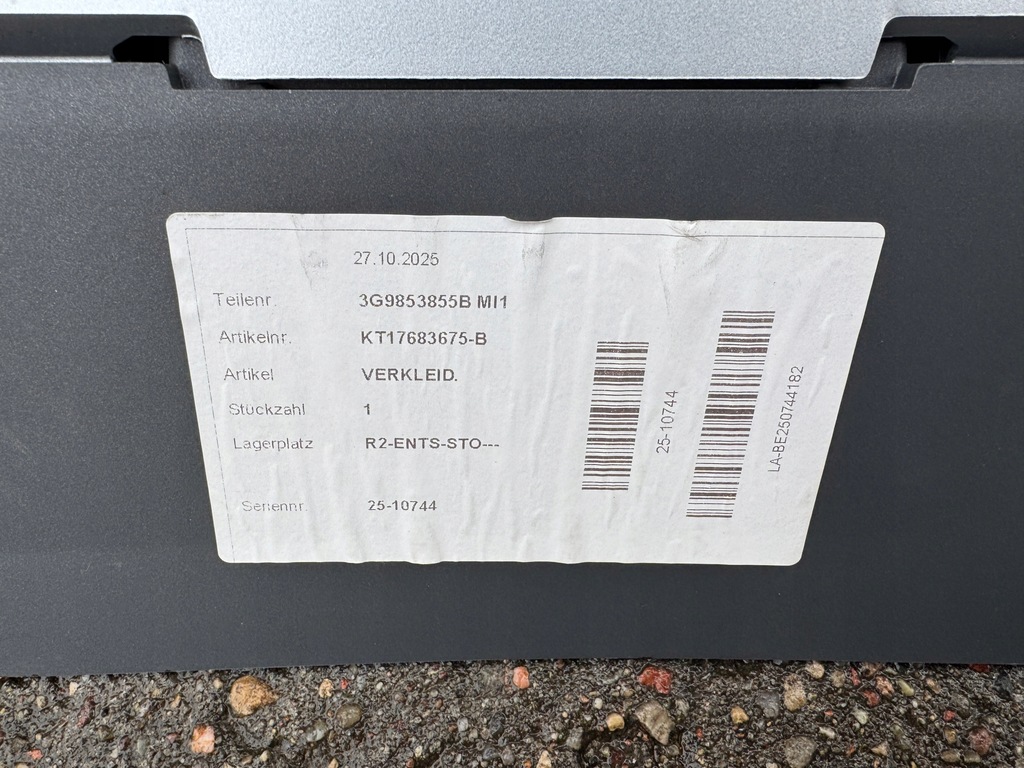 27.10.2025
Teilenr. 3G9853855B MI1
Artikelnr. KT17683675-B
Artikel VERKLEID.
Stückzahl 1
Lagerplatz R2-ENTS-STO---
Seriennr. 25-10744
25-10744
LA-BE250744182